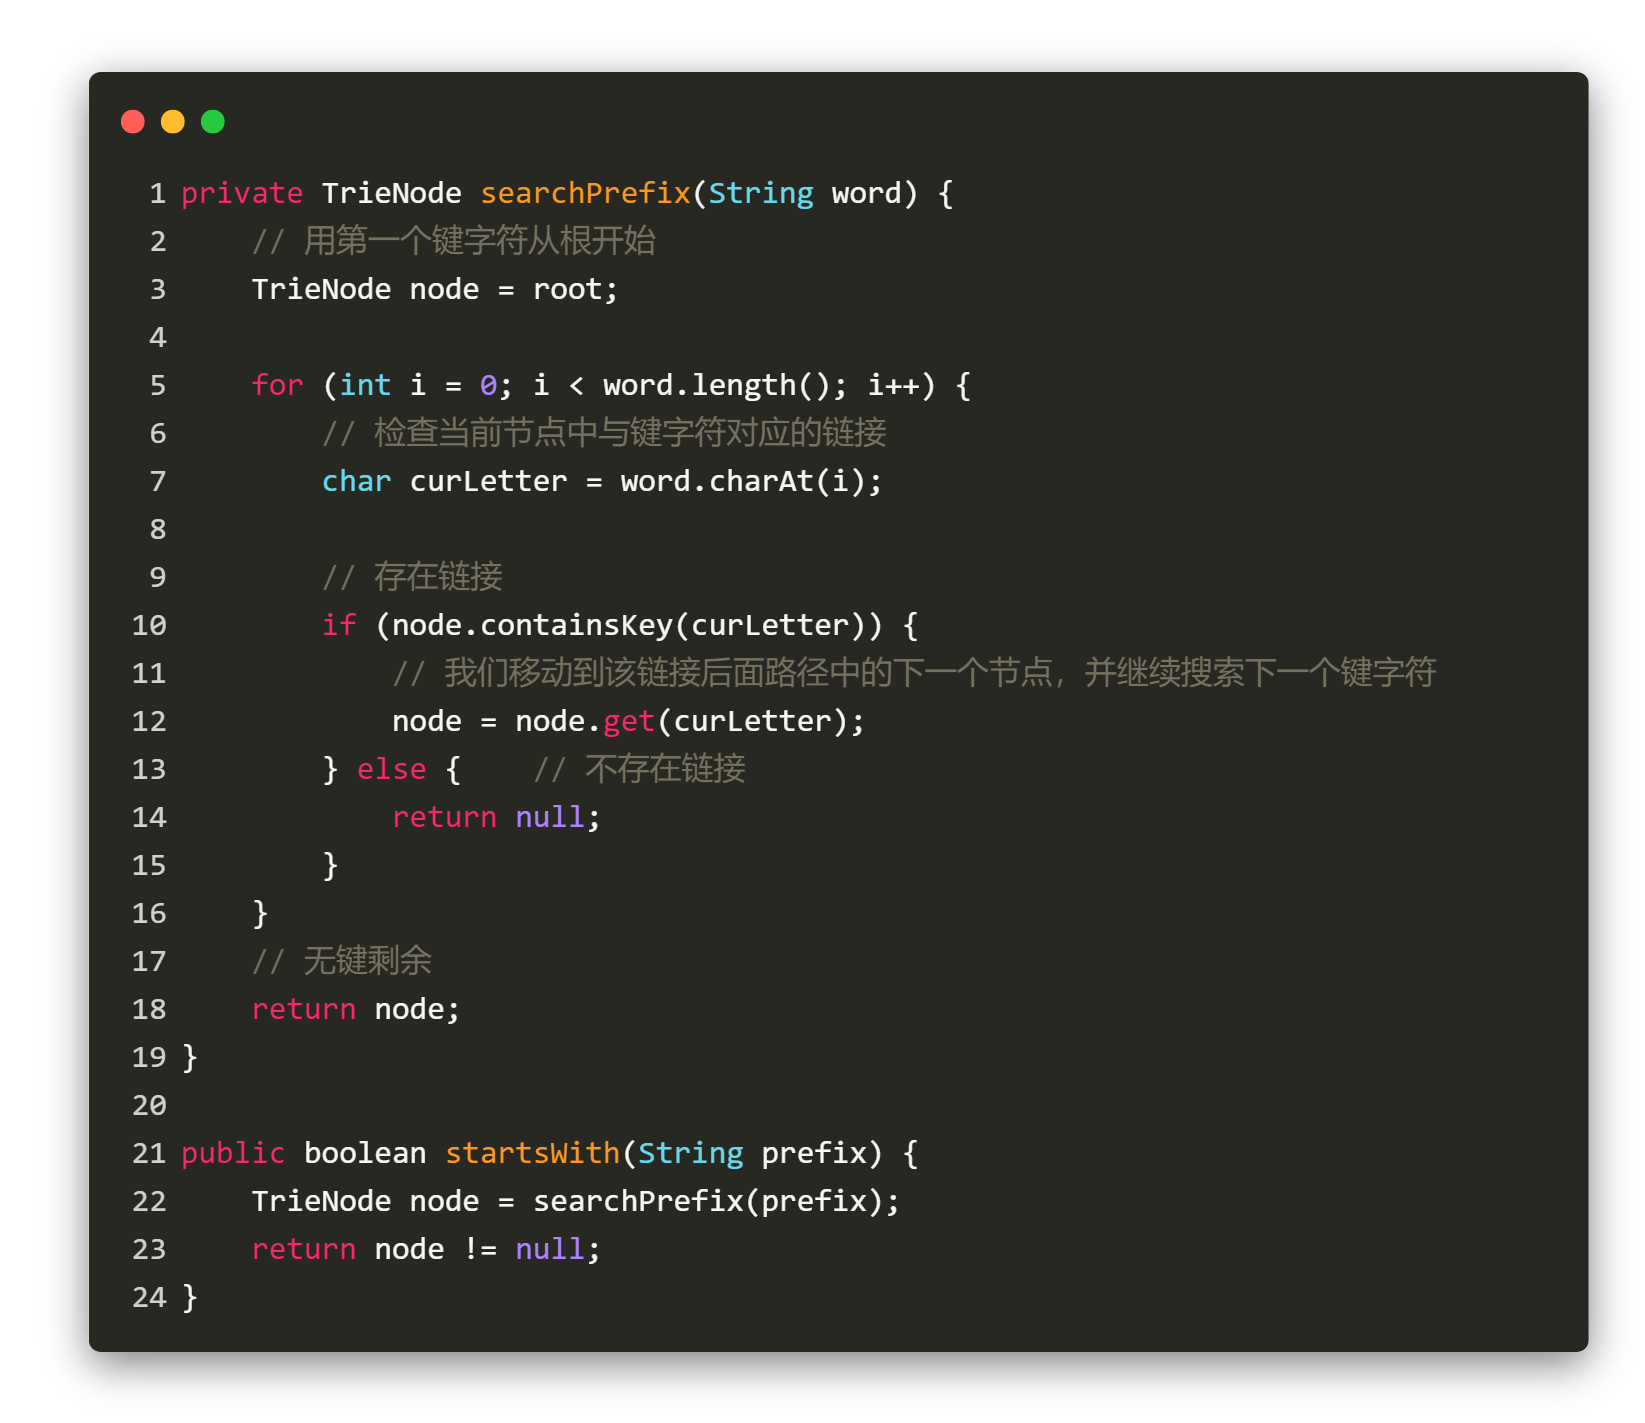 1 private TrieNode searchPrefix(String word) {
2     // 用第一个键字符从根开始
3     TrieNode node = root;
4
5     for (int i = 0; i < word.length(); i++) {
6         // 检查当前节点中与键字符对应的链接
7         char curLetter = word.charAt(i);
8
9         // 存在链接
10         if (node.containsKey(curLetter)) {
11             // 我们移动到该链接后面路径中的下一个节点，并继续搜索下一个键字符
12             node = node.get(curLetter);
13         } else {    // 不存在链接
14             return null;
15         }
16     }
17     // 无键剩余
18     return node;
19 }
20
21 public boolean startsWith(String prefix) {
22     TrieNode node = searchPrefix(prefix);
23     return node != null;
24 }